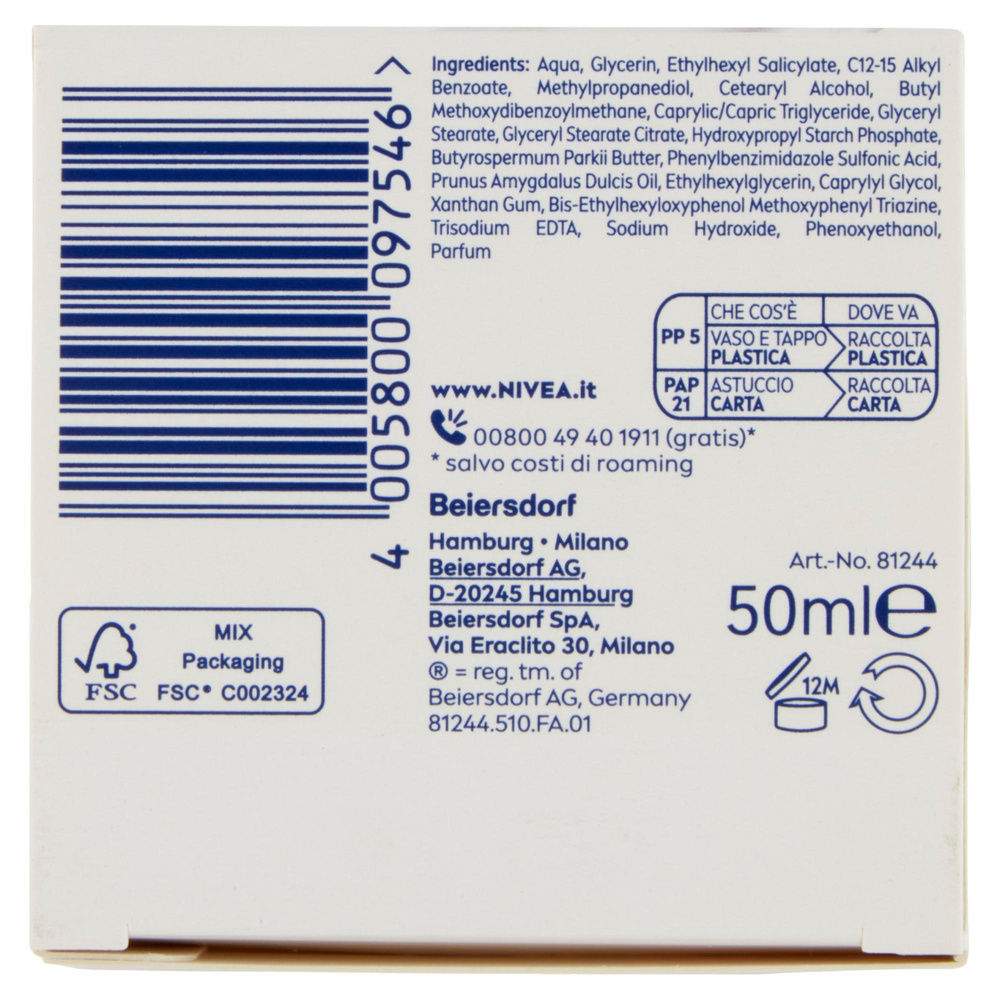 Ingredients: Aqua, Glycerin, Ethylhexyl Salicylate, C12-15 Alkyl
Benzoate, Methylpropanediol, Cetearyl Alcohol, Butyl
Methoxydibenzoylmethane, Caprylic/Capric Triglyceride, Glyceryl
Stearate, Glyceryl Stearate Citrate, Hydroxypropyl Starch Phosphate,
Butyrospermum Parkii Butter, Phenylbenzimidazole Sulfonic Acid,
Prunus Amygdalus Dulcis Oil, Ethylhexylglycerin, Caprylyl Glycol,
Xanthan Gum, Bis-Ethylhexyloxyphenol Methoxyphenyl Triazine,
Trisodium EDTA, Sodium Hydroxide, Phenoxyethanol,
Parfum
4 005800 097546 >
CHE COS'È DOVE VA
PP 5 VASO E TAPPO PLASTICA RACCOLTA PLASTICA
PAP 21 ASTUCCIO CARTA RACCOLTA CARTA
www.NIVEA.it
00800 49 40 1911 (gratis)*
* salvo costi di roaming
Beiersdorf
Hamburg • Milano
Beiersdorf AG,
D-20245 Hamburg
Beiersdorf SpA,
Via Eraclito 30, Milano
® = reg. tm. of
Beiersdorf AG, Germany
81244.510.FA.01
Art.-No. 81244
50ml℮
12M
MIX
Packaging
FSC FSC® C002324